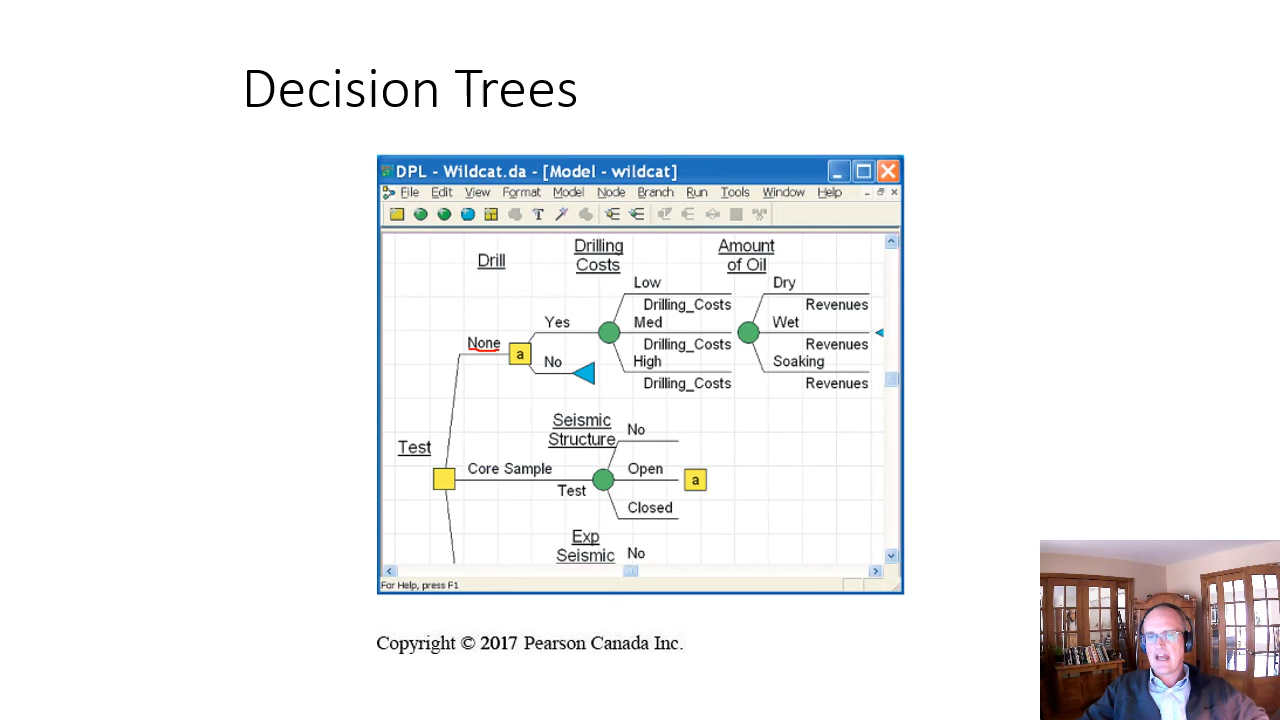 Decision Trees
DPL - Wildcat.da - [Model - wildcat]
File Edit View Format Model Node Branch Run Tools Window Help
Drill
Drilling
Costs
Amount
of Oil
Low
Dry
Drilling_Costs
Revenues
Yes
Med
Wet
None
a
Drilling_Costs
Revenues
No
High
Soaking
Drilling_Costs
Revenues
Seismic
Structure
No
Test
Core Sample
Open
a
Test
Closed
Exp
Seismic
No
For Help, press F1
Copyright © 2017 Pearson Canada Inc.